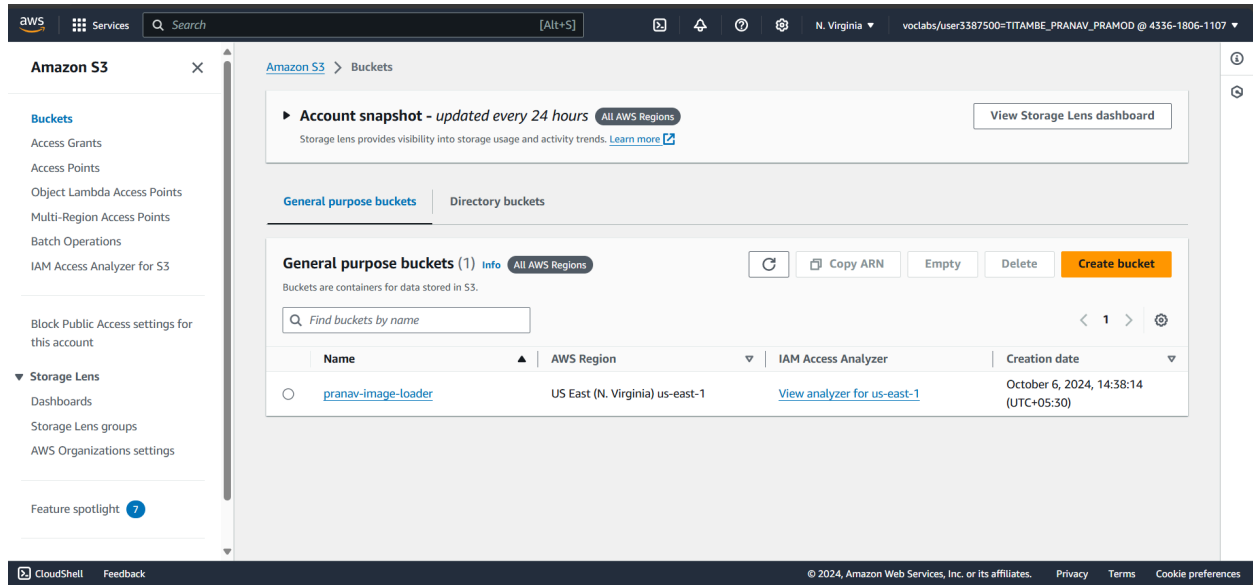 aws
Services
Search
[Alt+S]
N. Virginia
voclabs/user3387500=TITAMBE_PRANAV_PRAMOD @ 4336-1806-1107
Amazon S3
Buckets
Access Grants
Access Points
Object Lambda Access Points
Multi-Region Access Points
Batch Operations
IAM Access Analyzer for S3
Block Public Access settings for
this account
Storage Lens
Dashboards
Storage Lens groups
AWS Organizations settings
Feature spotlight 7
Amazon S3 > Buckets
Account snapshot - updated every 24 hours All AWS Regions
Storage lens provides visibility into storage usage and activity trends. Learn more
View Storage Lens dashboard
General purpose buckets
Directory buckets
General purpose buckets (1) Info All AWS Regions
Copy ARN
Empty
Delete
Create bucket
Buckets are containers for data stored in S3.
Find buckets by name
1
Name AWS Region IAM Access Analyzer Creation date
pranav-image-loader US East (N. Virginia) us-east-1 View analyzer for us-east-1 October 6, 2024, 14:38:14
(UTC+05:30)
CloudShell Feedback © 2024, Amazon Web Services, Inc. or its affiliates. Privacy Terms Cookie preferences